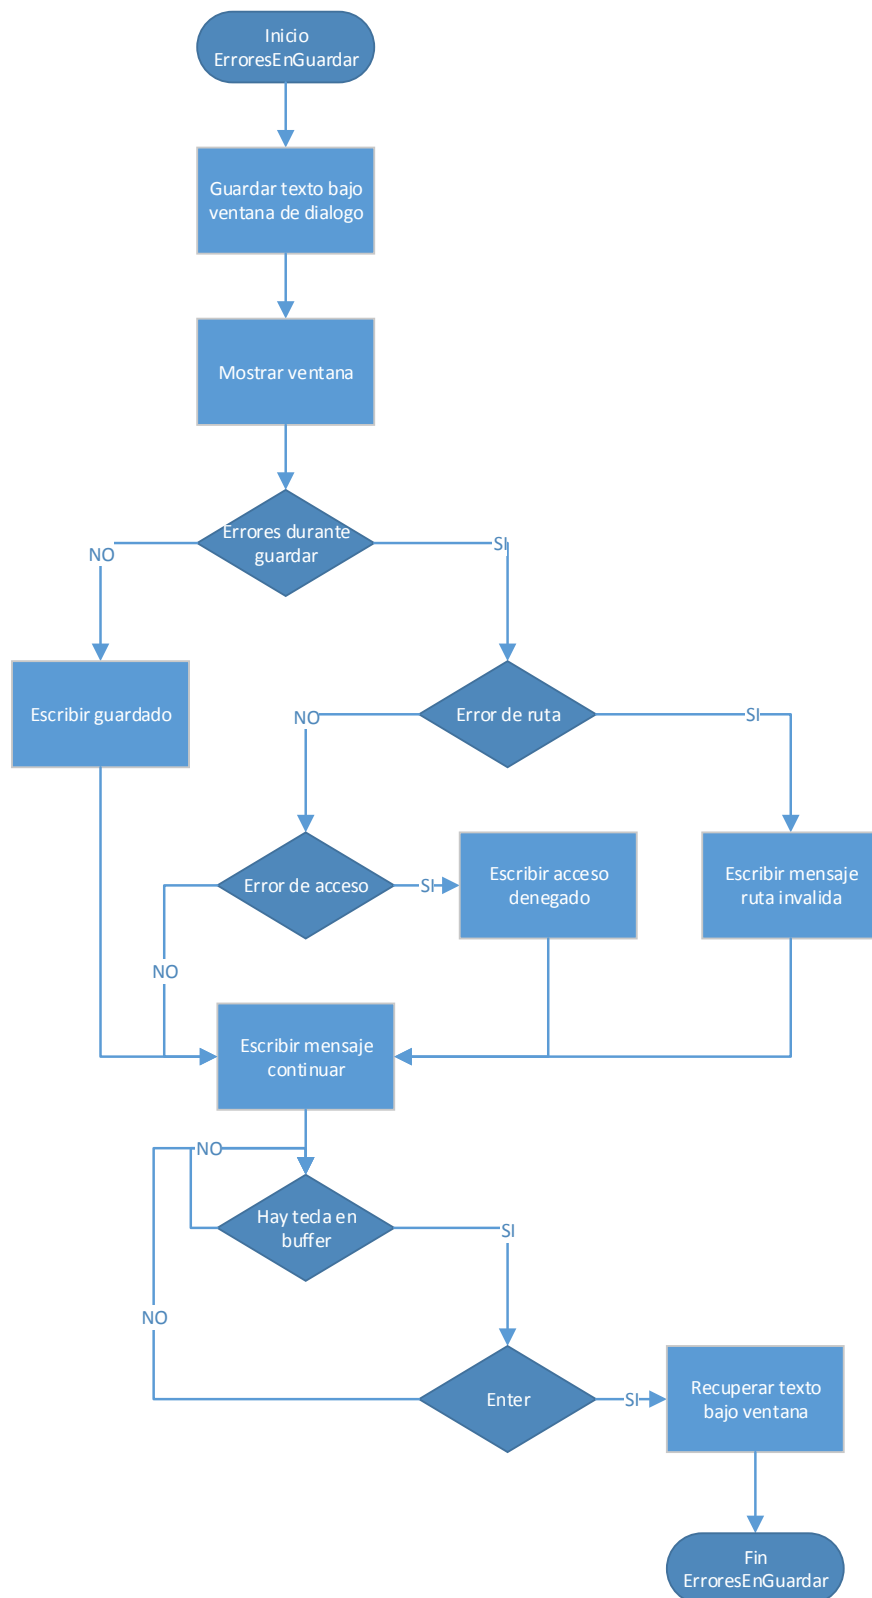 Inicio
ErroresEnGuardar
Guardar texto bajo
ventana de dialogo
Mostrar ventana
Errores durante
guardar
NO
SI
Escribir guardado
Error de ruta
NO
SI
Error de acceso
SI
Escribir acceso
denegado
Escribir mensaje
ruta invalida
NO
Escribir mensaje
continuar
NO
Hay tecla en
buffer
SI
NO
Enter
SI
Recuperar texto
bajo ventana
Fin
ErroresEnGuardar